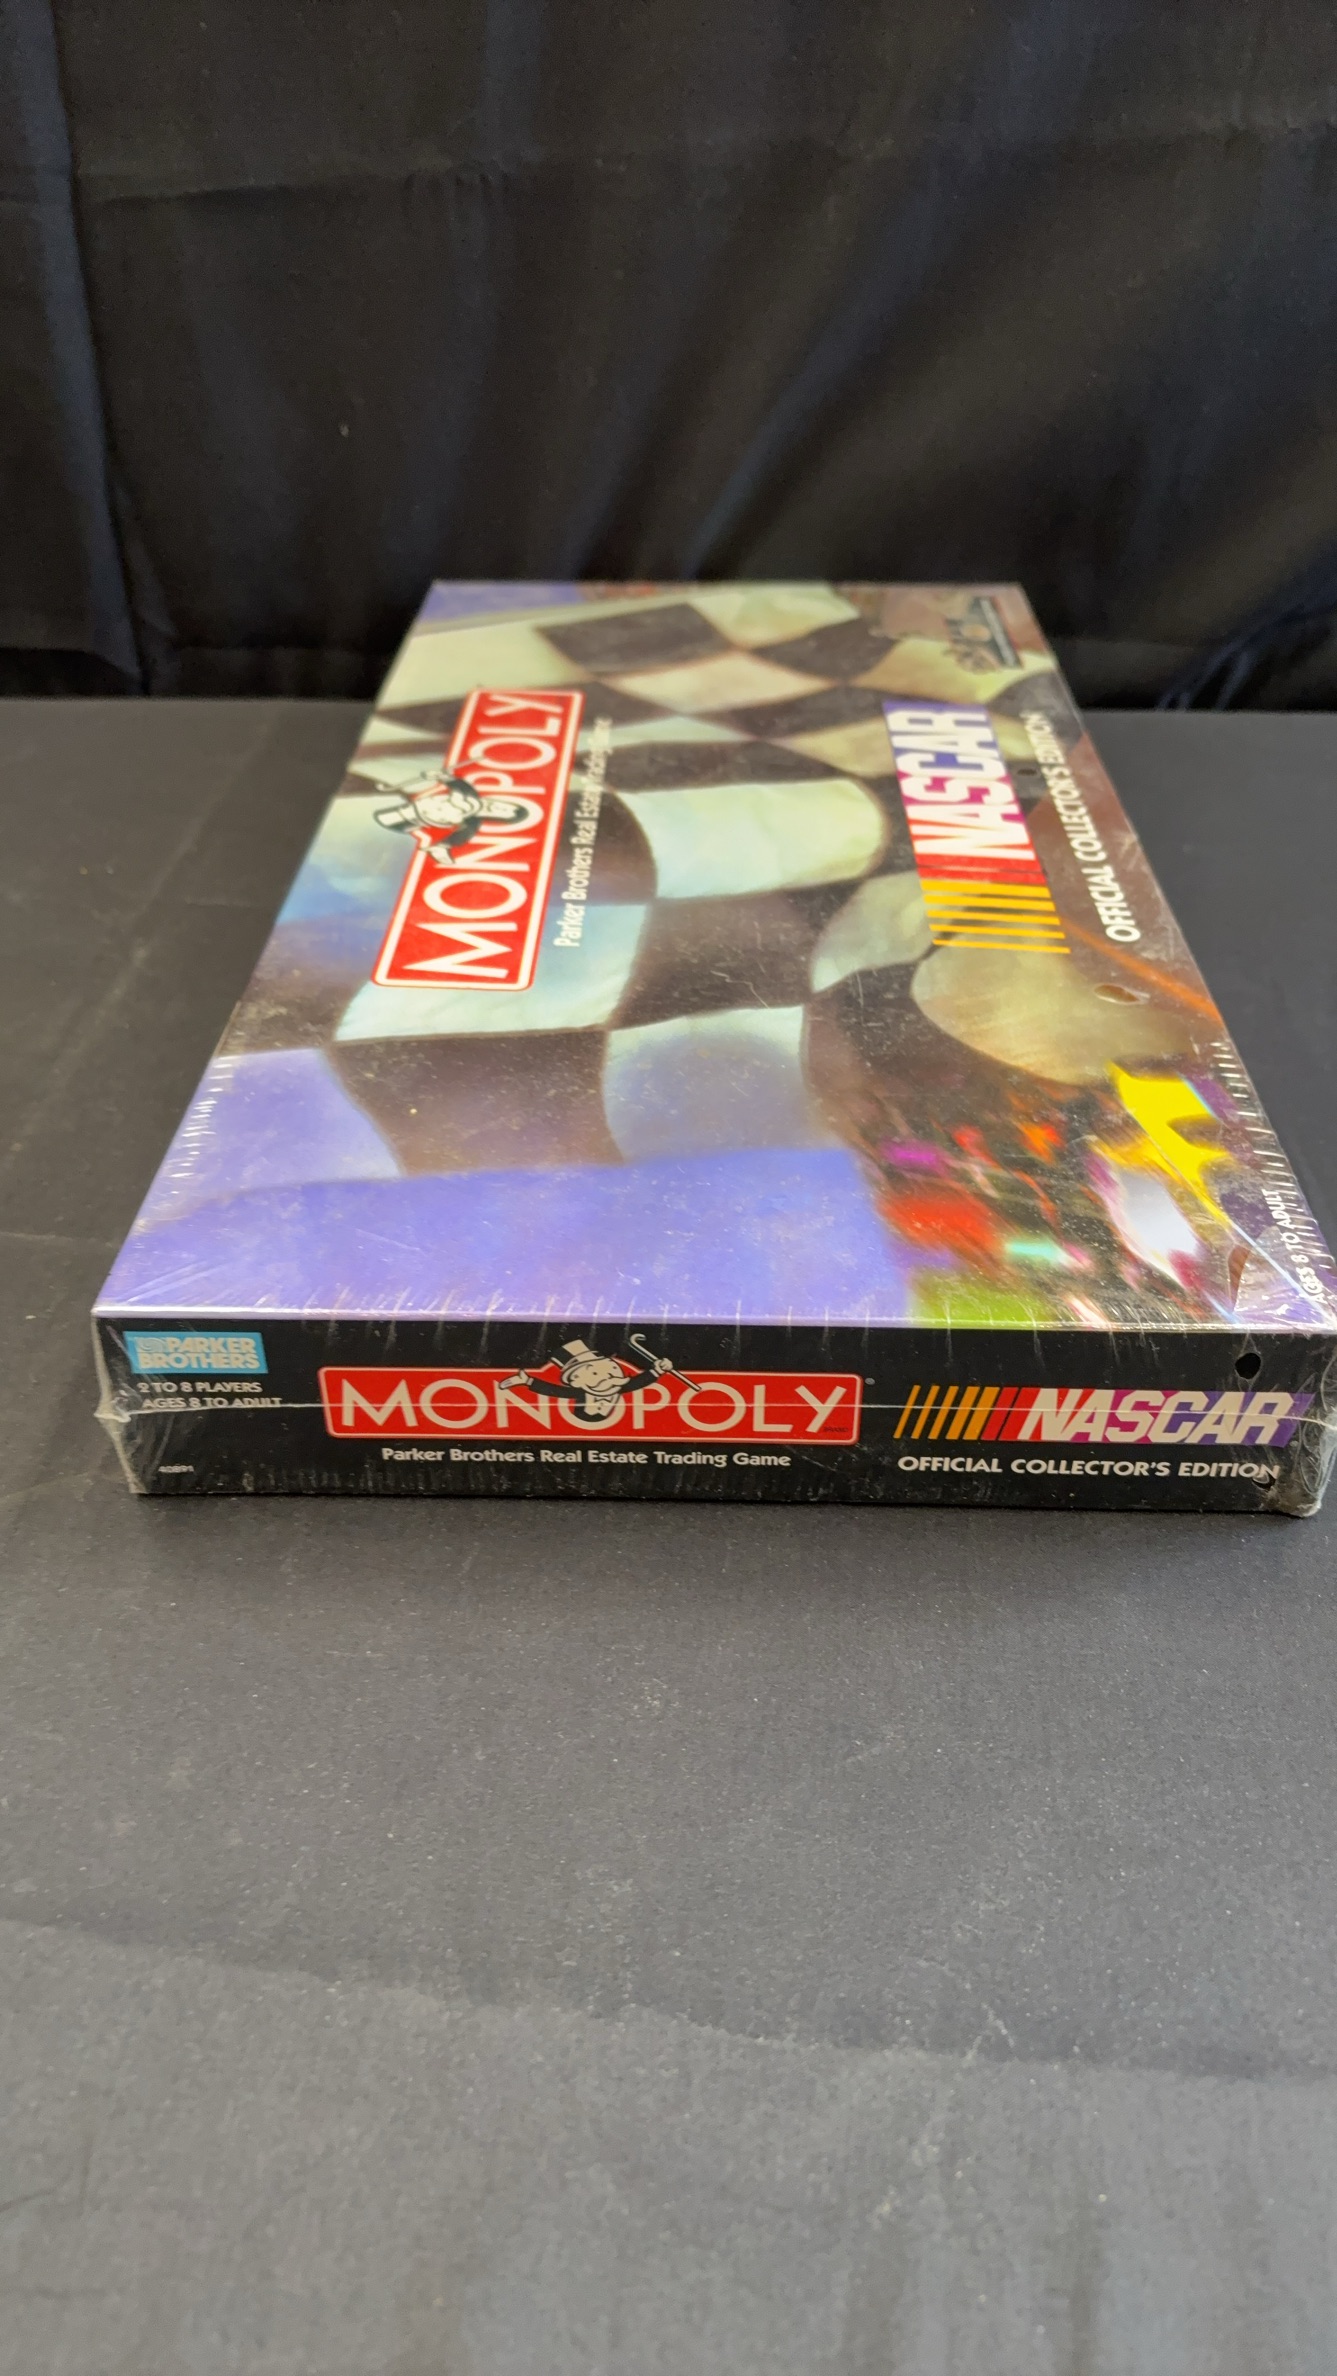 MONOPOLY
Parker Brothers Real Estate Trading Game
NASCAR
OFFICIAL COLLECTOR'S EDITION
AGES 8 TO ADULT
PARKER
BROTHERS
2 TO 8 PLAYERS
AGES 8 TO ADULT
40891
MONOPOLY
Parker Brothers Real Estate Trading Game
NASCAR
OFFICIAL COLLECTOR'S EDITION